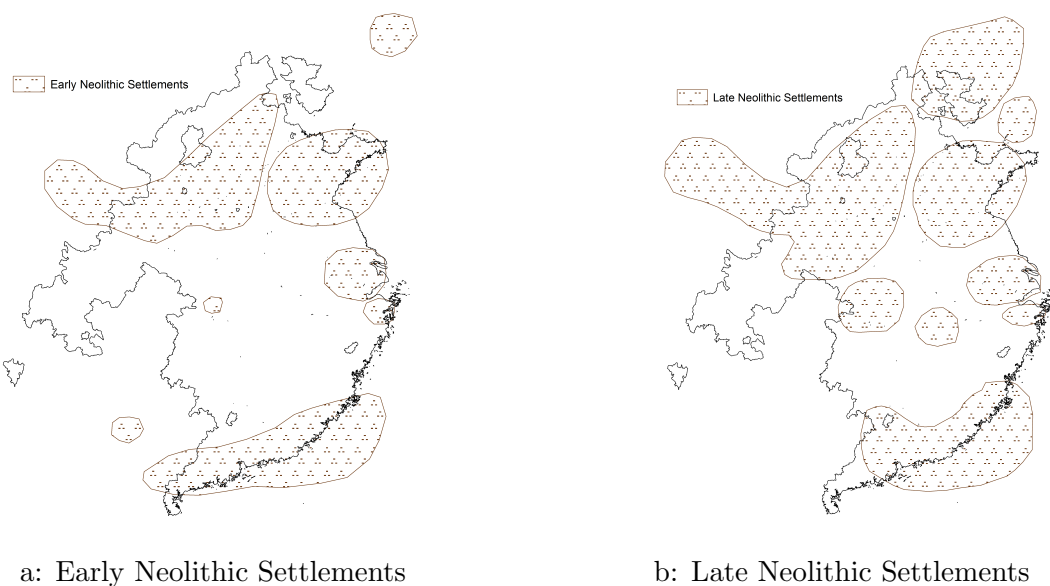 Early Neolithic Settlements
Late Neolithic Settlements
a: Early Neolithic Settlements
b: Late Neolithic Settlements